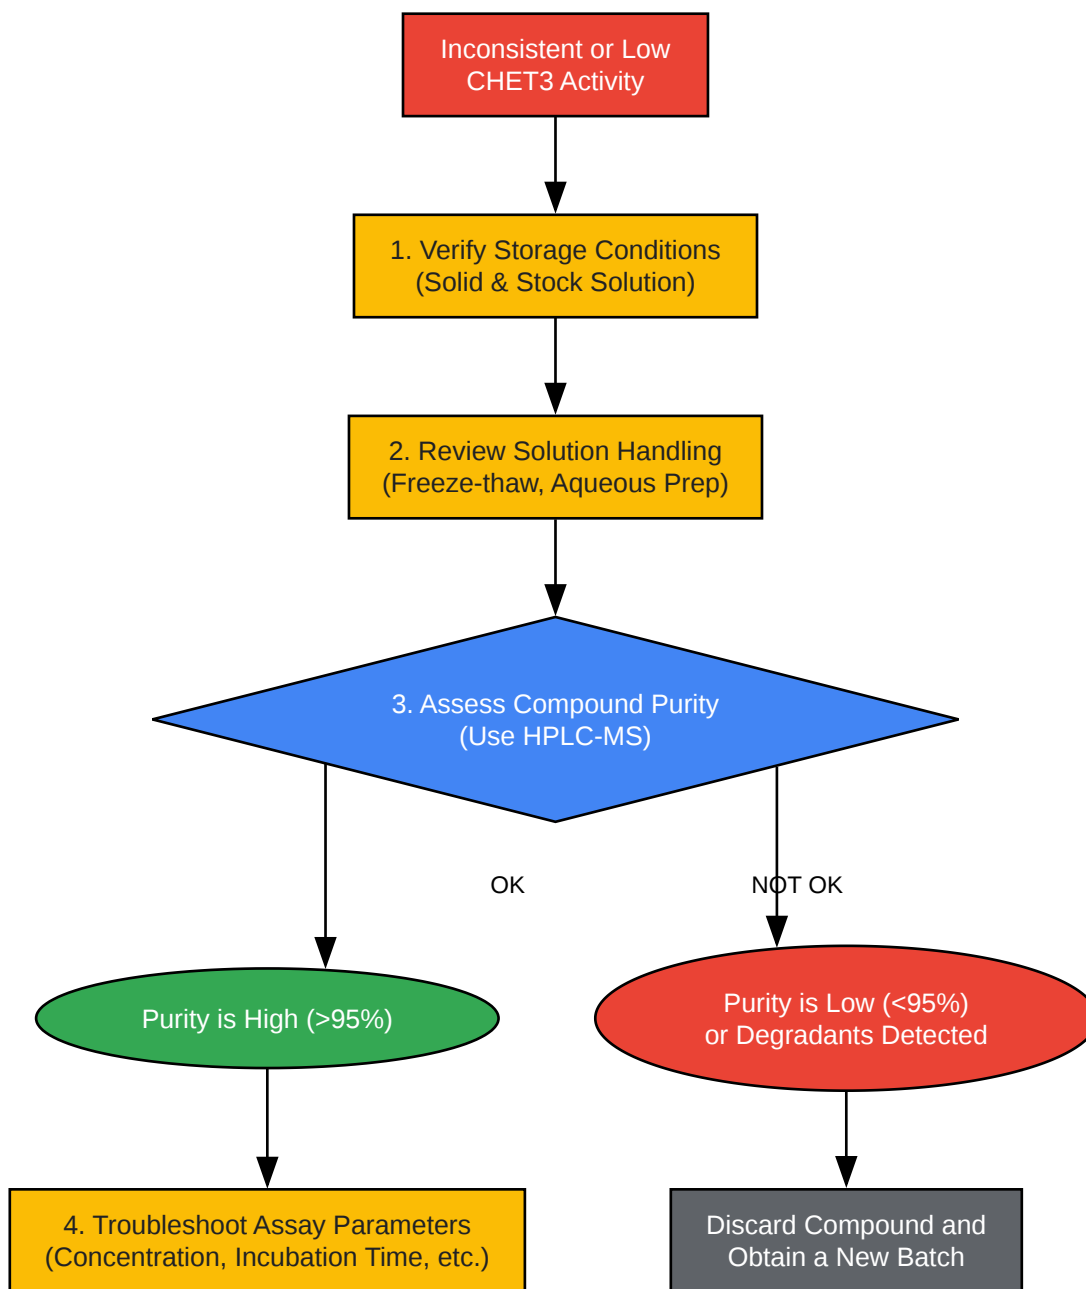 Inconsistent or Low
CHET3 Activity
1. Verify Storage Conditions
(Solid & Stock Solution)
2. Review Solution Handling
(Freeze-thaw, Aqueous Prep)
3. Assess Compound Purity
(Use HPLC-MS)
OK
NOT OK
Purity is High (>95%)
Purity is Low (<95%)
or Degradants Detected
4. Troubleshoot Assay Parameters
(Concentration, Incubation Time, etc.)
Discard Compound and
Obtain a New Batch